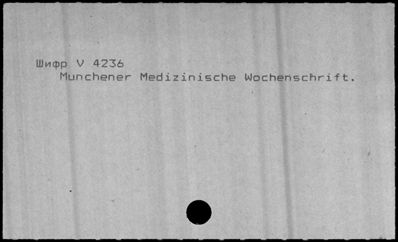 Шифр V 4236
Munchener Medizinische Wochenschrift.